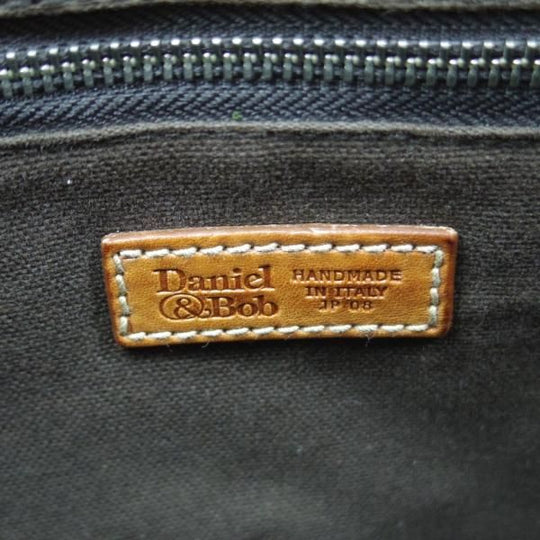 Daniel
& Bob
HANDMADE
IN ITALY
JP 08